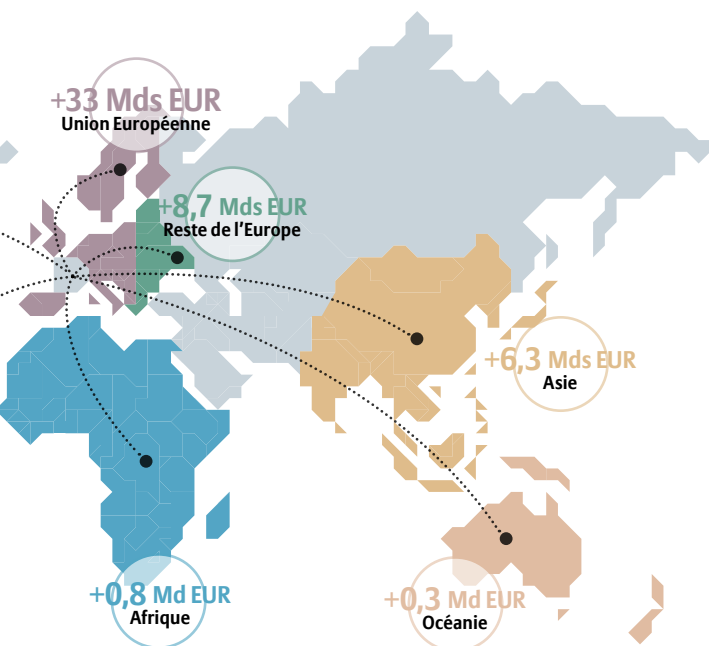 +33 Mds EUR
Union Européenne
+8,7 Mds EUR
Reste de l'Europe
+6,3 Mds EUR
Asie
+0,8 Md EUR
Afrique
+0,3 Md EUR
Océanie